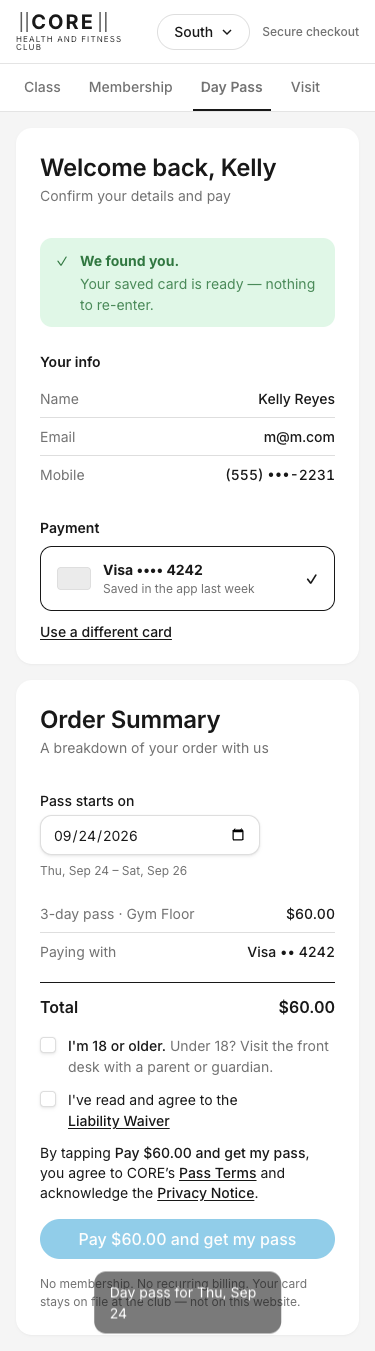 ||CORE||
HEALTH AND FITNESS
CLUB
South
Secure checkout
Class
Membership
Day Pass
Visit
Welcome back, Kelly
Confirm your details and pay
We found you.
Your saved card is ready — nothing
to re-enter.
Your info
Name
Kelly Reyes
Email
m@m.com
Mobile
(555) •••-2231
Payment
Visa •••• 4242
Saved in the app last week
Use a different card
Order Summary
A breakdown of your order with us
Pass starts on
09/24/2026
Thu, Sep 24 – Sat, Sep 26
3-day pass · Gym Floor
$60.00
Paying with
Visa •• 4242
Total
$60.00
I'm 18 or older. Under 18? Visit the front
desk with a parent or guardian.
I've read and agree to the
Liability Waiver
By tapping Pay $60.00 and get my pass,
you agree to CORE’s Pass Terms and
acknowledge the Privacy Notice.
Pay $60.00 and get my pass
No membership. No recurring billing. Your card
stays on file at the club — not on this website.
Day pass for Thu, Sep
24